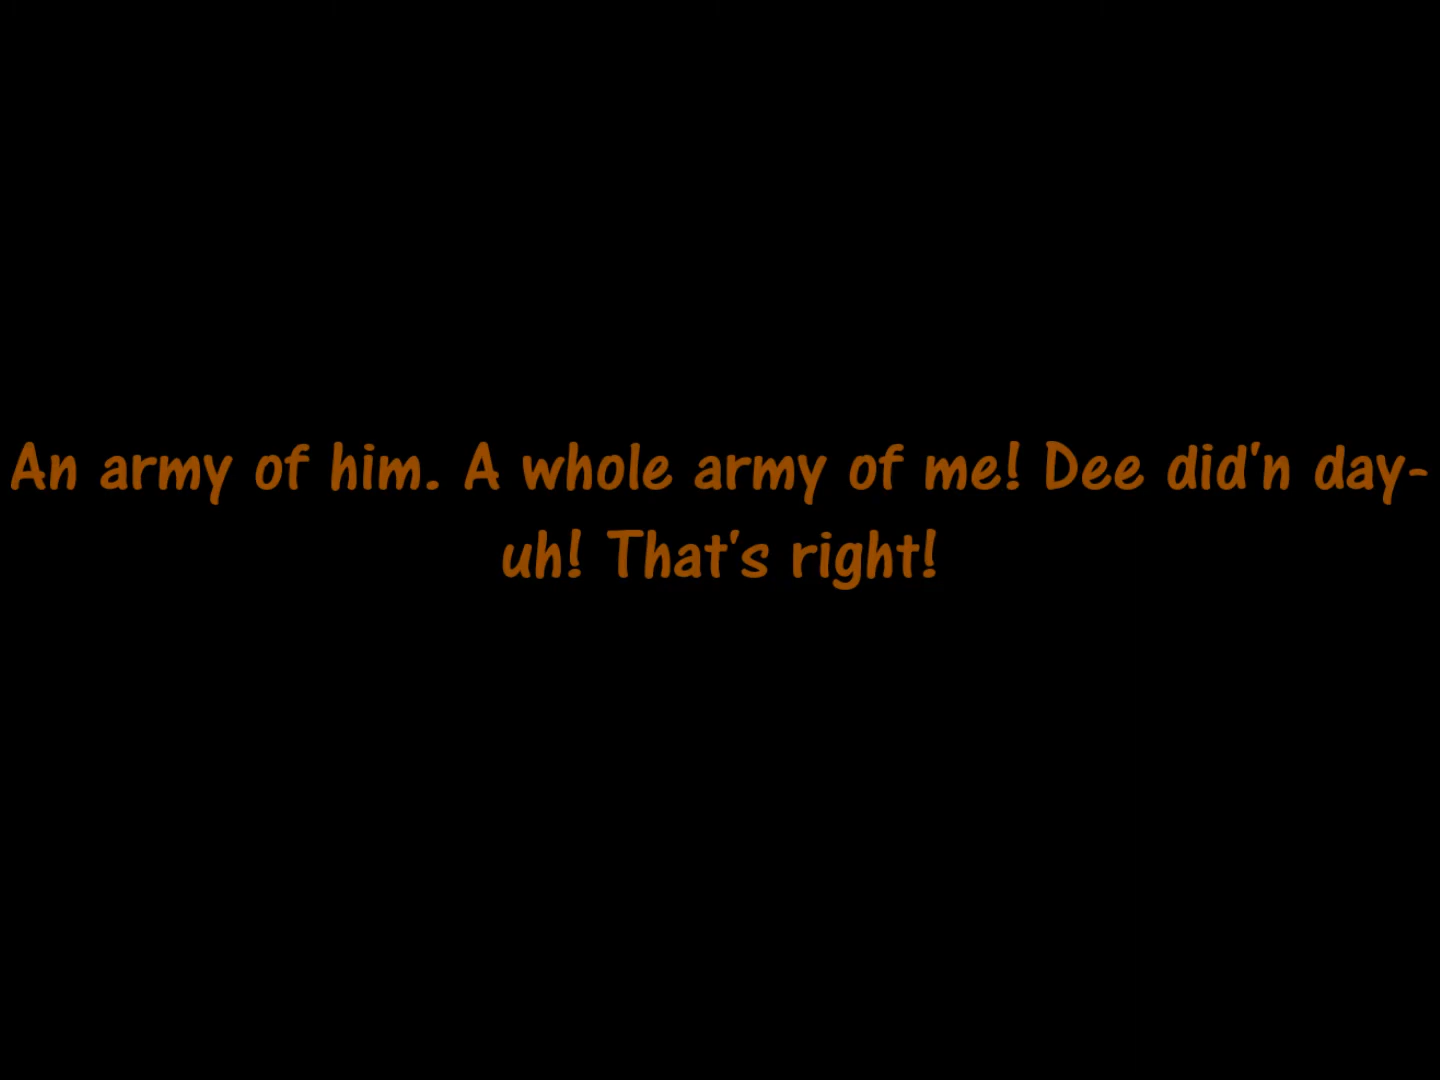 An army of him. A whole army of me! Dee did'n day-
uh! That's right!